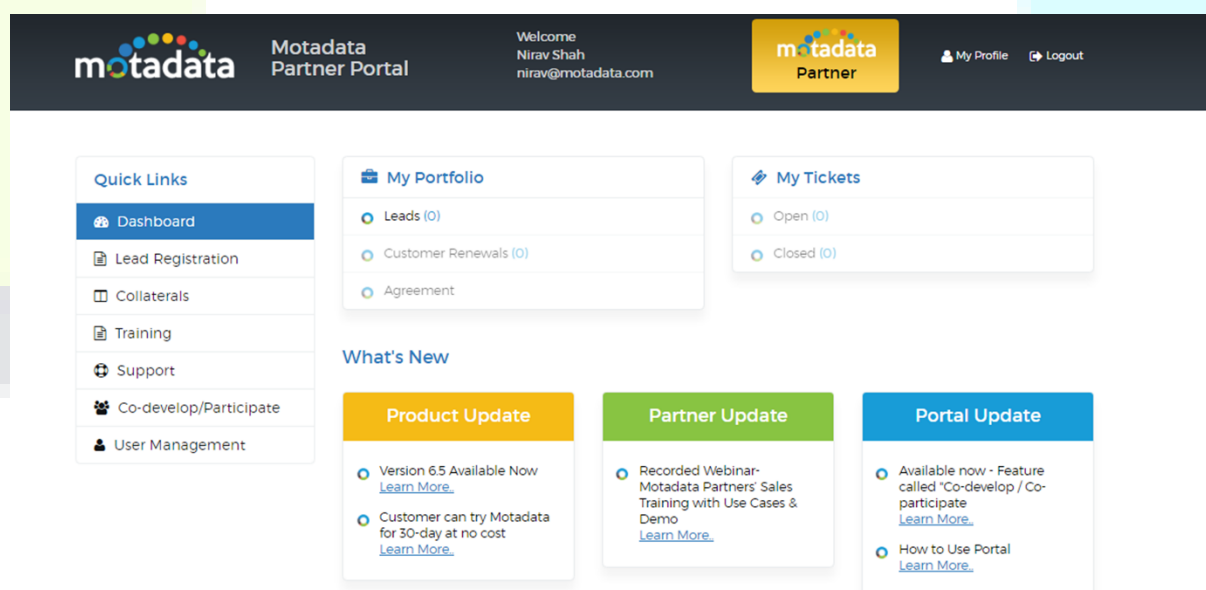 motadata
Motadata
Partner Portal
Welcome
Nirav Shah
nirav@motadata.com
motadata
Partner
My Profile
Logout
Quick Links
Dashboard
Lead Registration
Collaterals
Training
Support
Co-develop/Participate
User Management
My Portfolio
Leads (0)
Customer Renewals (0)
Agreement
My Tickets
Open (0)
Closed (0)
What's New
Product Update
Version 6.5 Available Now
Learn More..
Customer can try Motadata
for 30-day at no cost
Learn More..
Partner Update
Recorded Webinar-
Motadata Partners' Sales
Training with Use Cases &
Demo
Learn More..
Portal Update
Available now - Feature
called "Co-develop / Co-
participate
Learn More..
How to Use Portal
Learn More..